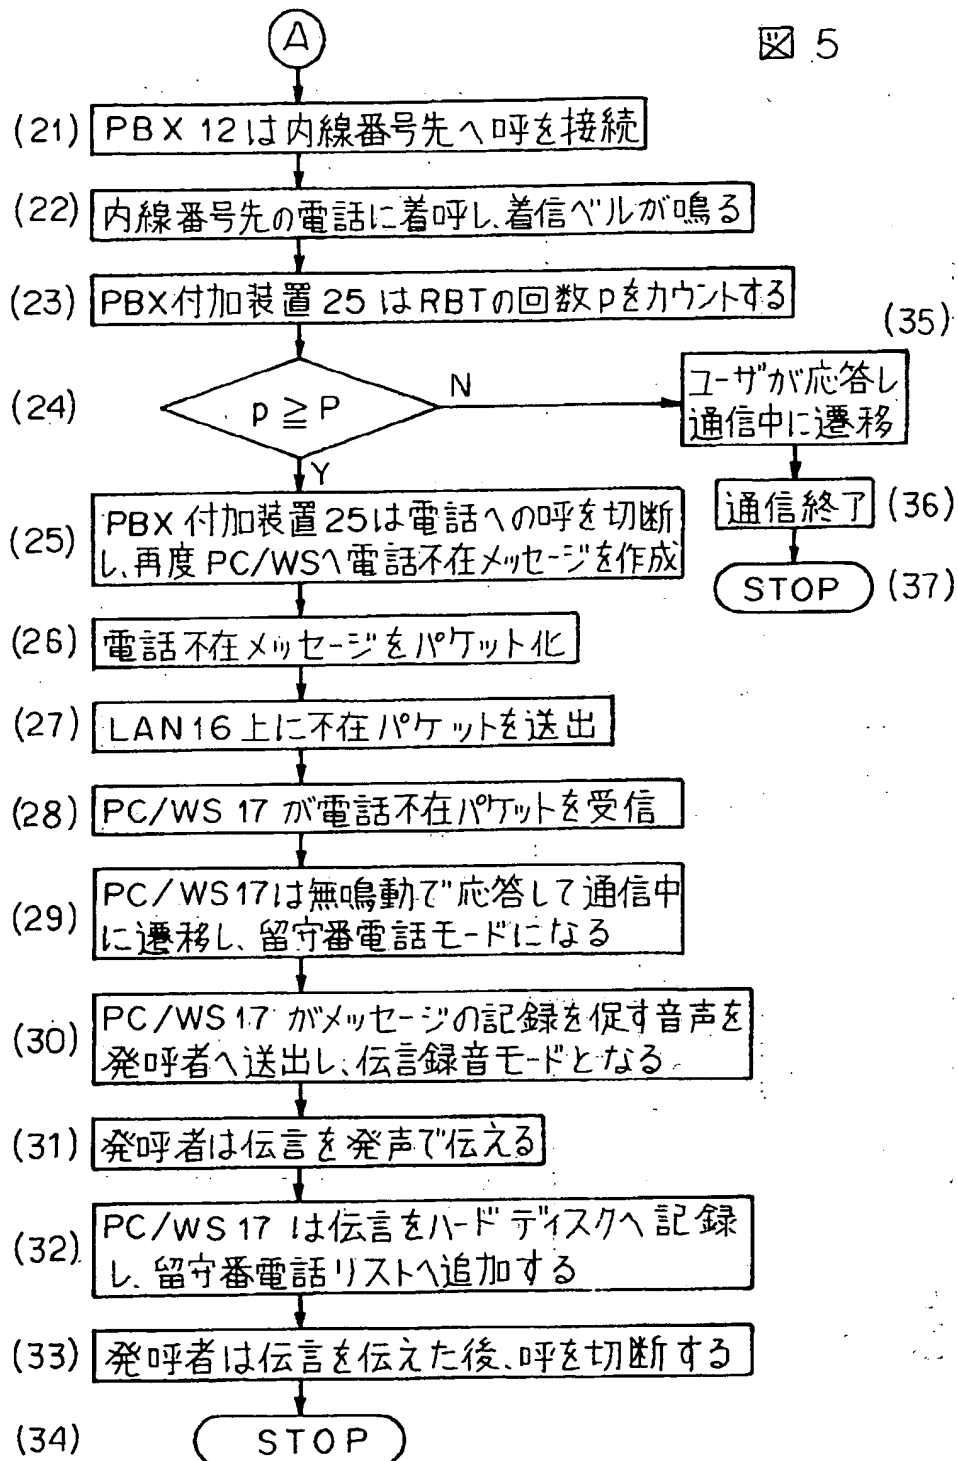 A
図 5
(21) PBX 12は内線番号先へ呼を接続
(22) 内線番号先の電話に着呼し、着信ベルが鳴る
(23) PBX付加装置 25 はRBTの回数pをカウントする
(35)
(24) p ≧ P
N
ユーザが応答し
通信中に遷移
Y
通信終了 (36)
(25) PBX 付加装置25は電話への呼を切断
し、再度 PC/WSへ電話不在メッセージを作成
STOP (37)
(26) 電話不在メッセージをパケット化
(27) LAN16 上に不在パケットを送出
(28) PC/WS 17 が電話不在パケットを受信
(29) PC/WS17は無鳴動で応答して通信中
に遷移し、留守番電話モードになる
(30) PC/WS 17 がメッセージの記録を促す音声を
発呼者へ送出し、伝言録音モードとなる
(31) 発呼者は伝言を発声で伝える
(32) PC/WS 17 は伝言をハードディスクへ記録
し、留守番電話リストへ追加する
(33) 発呼者は伝言を伝えた後、呼を切断する
(34) STOP